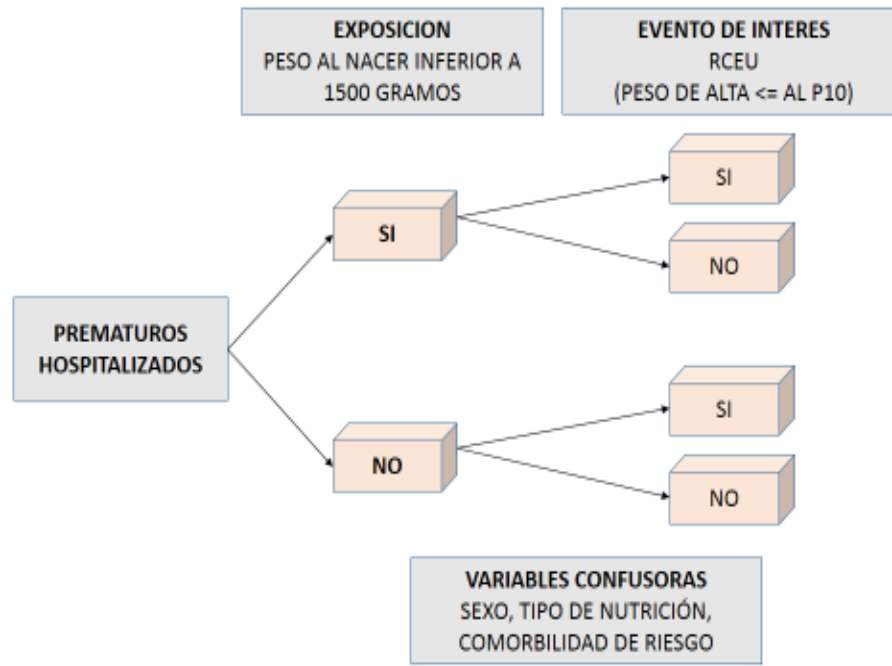 EXPOSICION
PESO AL NACER INFERIOR A
1500 GRAMOS
EVENTO DE INTERES
RCEU
(PESO DE ALTA <= AL P10)
SI
SI
NO
PREMATUROS
HOSPITALIZADOS
NO
SI
NO
VARIABLES CONFUSORAS
SEXO, TIPO DE NUTRICIÓN,
COMORBILIDAD DE RIESGO